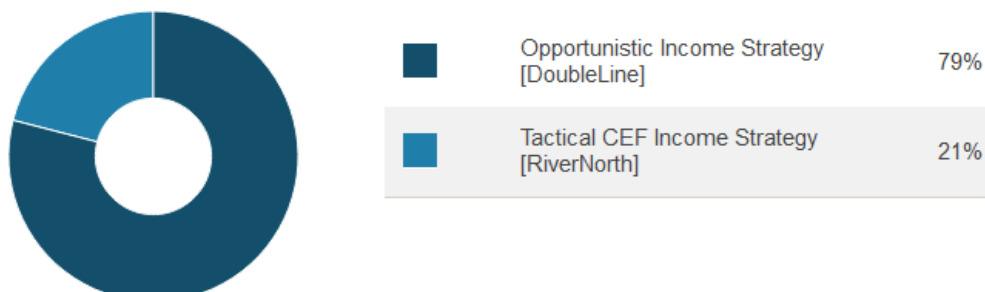 Opportunistic Income Strategy
[DoubleLine]
79%
Tactical CEF Income Strategy
[RiverNorth]
21%